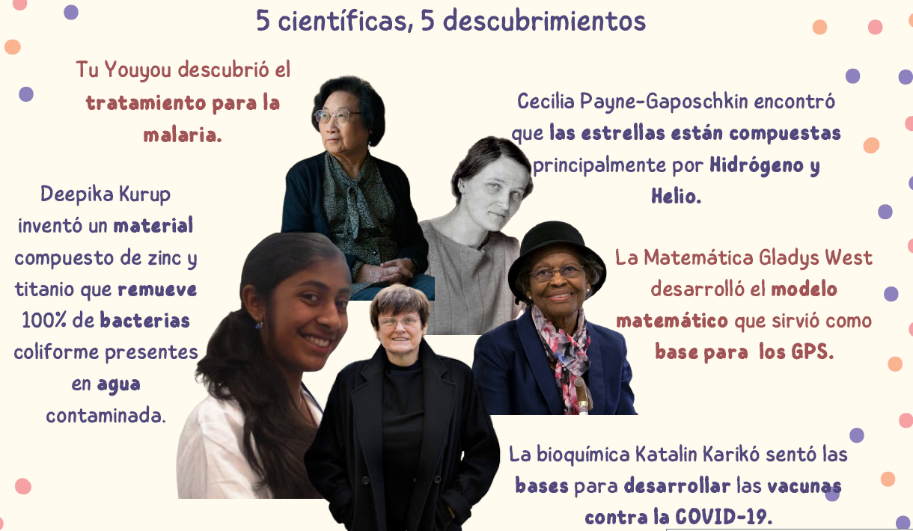 5 científicas, 5 descubrimientos
Tu Youyou descubrió el
tratamiento para la
malaria.
Cecilia Payne-Gaposchkin encontró
que las estrellas están compuestas
principalmente por Hidrógeno y
Helio.
Deepika Kurup
inventó un material
compuesto de zinc y
titanio que remueve
100% de bacterias
coliforme presentes
en agua
contaminada.
La Matemática Gladys West
desarrolló el modelo
matemático que sirvió como
base para los GPS.
La bioquímica Katalin Karikó sentó las
bases para desarrollar las vacunas
contra la COVID-19.